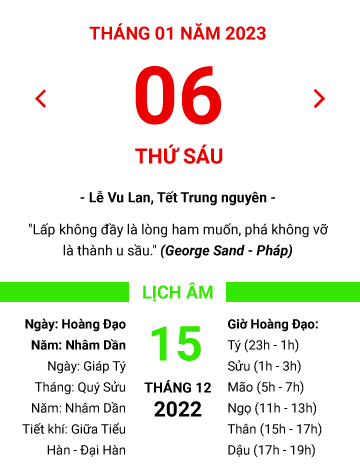 THÁNG 01 NĂM 2023
06
THỨ SÁU
- Lễ Vu Lan, Tết Trung nguyên -
"Lấp không đầy là lòng ham muốn, phá không vỡ
là thành u sầu." (George Sand - Pháp)
LỊCH ÂM
Ngày: Hoàng Đạo
Năm: Nhâm Dần
Ngày: Giáp Tý
Tháng: Quý Sửu
Năm: Nhâm Dần
Tiết khí: Giữa Tiểu
Hàn - Đại Hàn
15
THÁNG 12
2022
Giờ Hoàng Đạo:
Tý (23h - 1h)
Sửu (1h - 3h)
Mão (5h - 7h)
Ngọ (11h - 13h)
Thân (15h - 17h)
Dậu (17h - 19h)